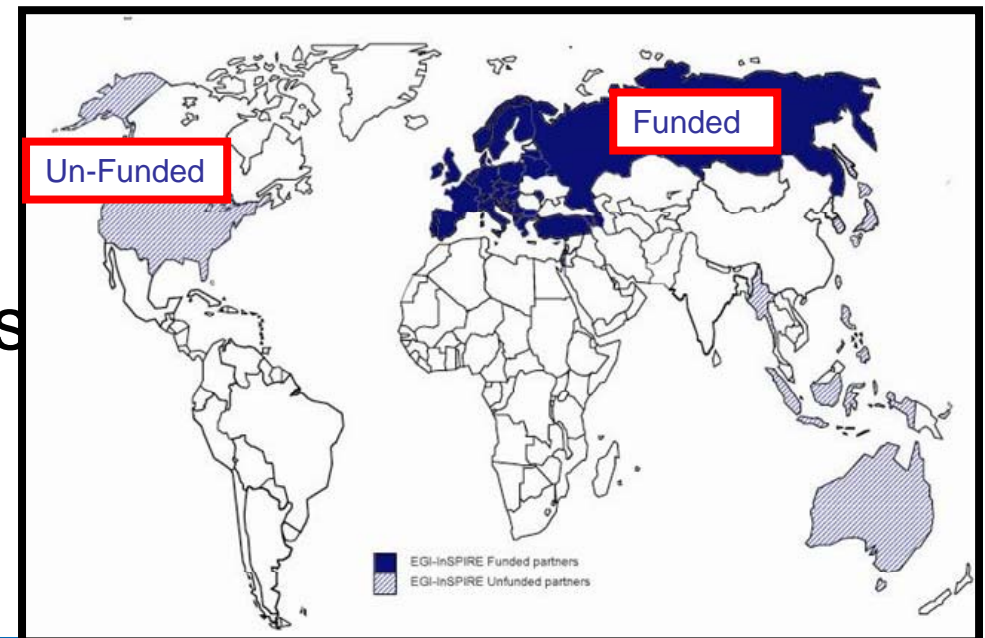 Funded
Un-Funded
s
EGI-InSPIRE Funded partners
EGI-InSPIRE Unfunded partners